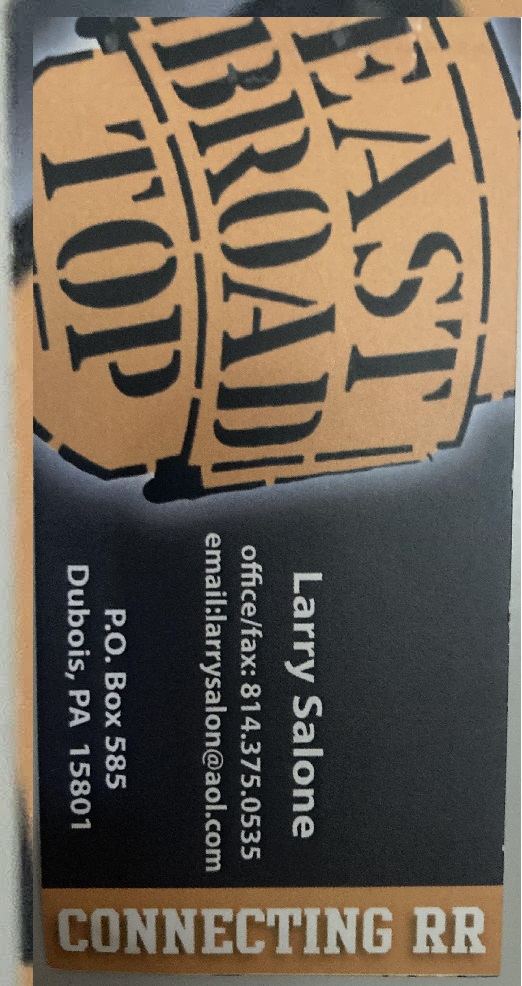 EAST
BROAD
TOP
Larry Salone
office/fax: 814.375.0535
email:larrysalon@aol.com
P.O. Box 585
Dubois, PA 15801
CONNECTING RR